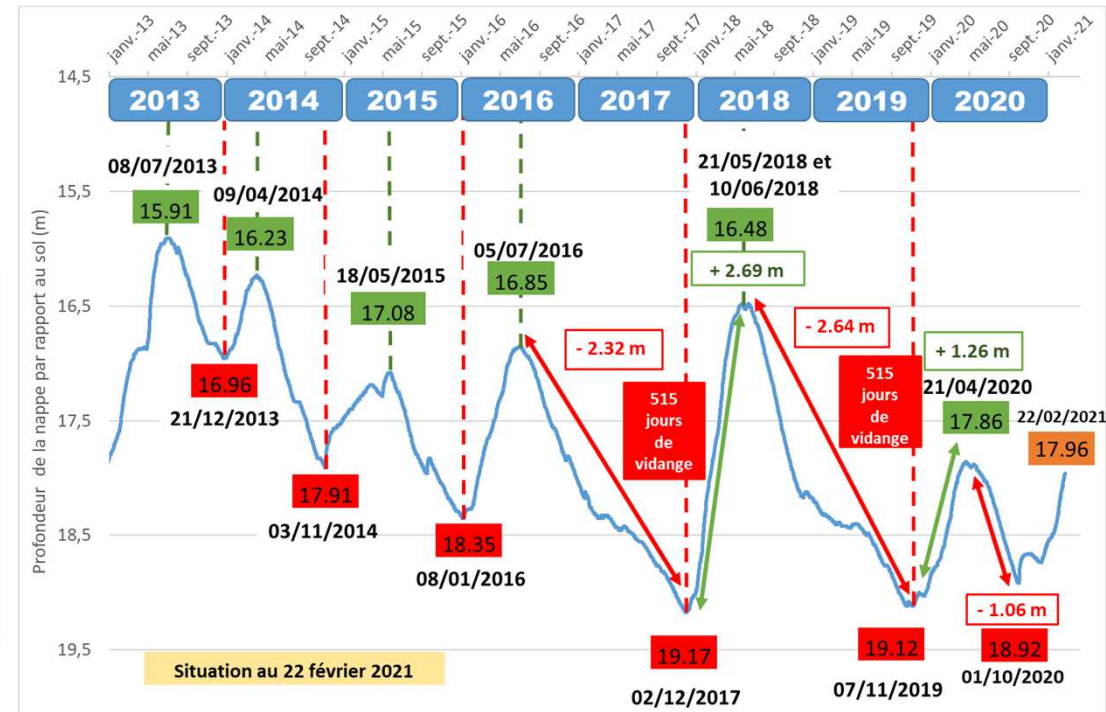 janv.-13
mai-13
sept.-13
janv.-14
mai-14
sept.-14
janv.-15
mai-15
sept.-15
janv.-16
mai-16
sept.-16
janv.-17
mai-17
sept.-17
janv.-18
mai-18
sept.-18
janv.-19
mai-19
sept.-19
janv.-20
mai-20
sept.-20
janv.-21
14,5
2013
2014
2015
2016
2017
2018
2019
2020
08/07/2013
15.91
09/04/2014
16.23
18/05/2015
17.08
05/07/2016
16.85
21/05/2018 et
10/06/2018
16.48
+ 2.69 m
15,5
16,5
- 2.32 m
- 2.64 m
+ 1.26 m
21/04/2020
17.86
22/02/2021
17.96
515
jours
de
vidange
515
jours
de
vidange
16.96
21/12/2013
17,5
17.91
03/11/2014
18.35
08/01/2016
18,5
- 1.06 m
19.17
02/12/2017
19.12
07/11/2019
18.92
01/10/2020
19,5
Situation au 22 février 2021
Profondeur de la nappe par rapport au sol (m)